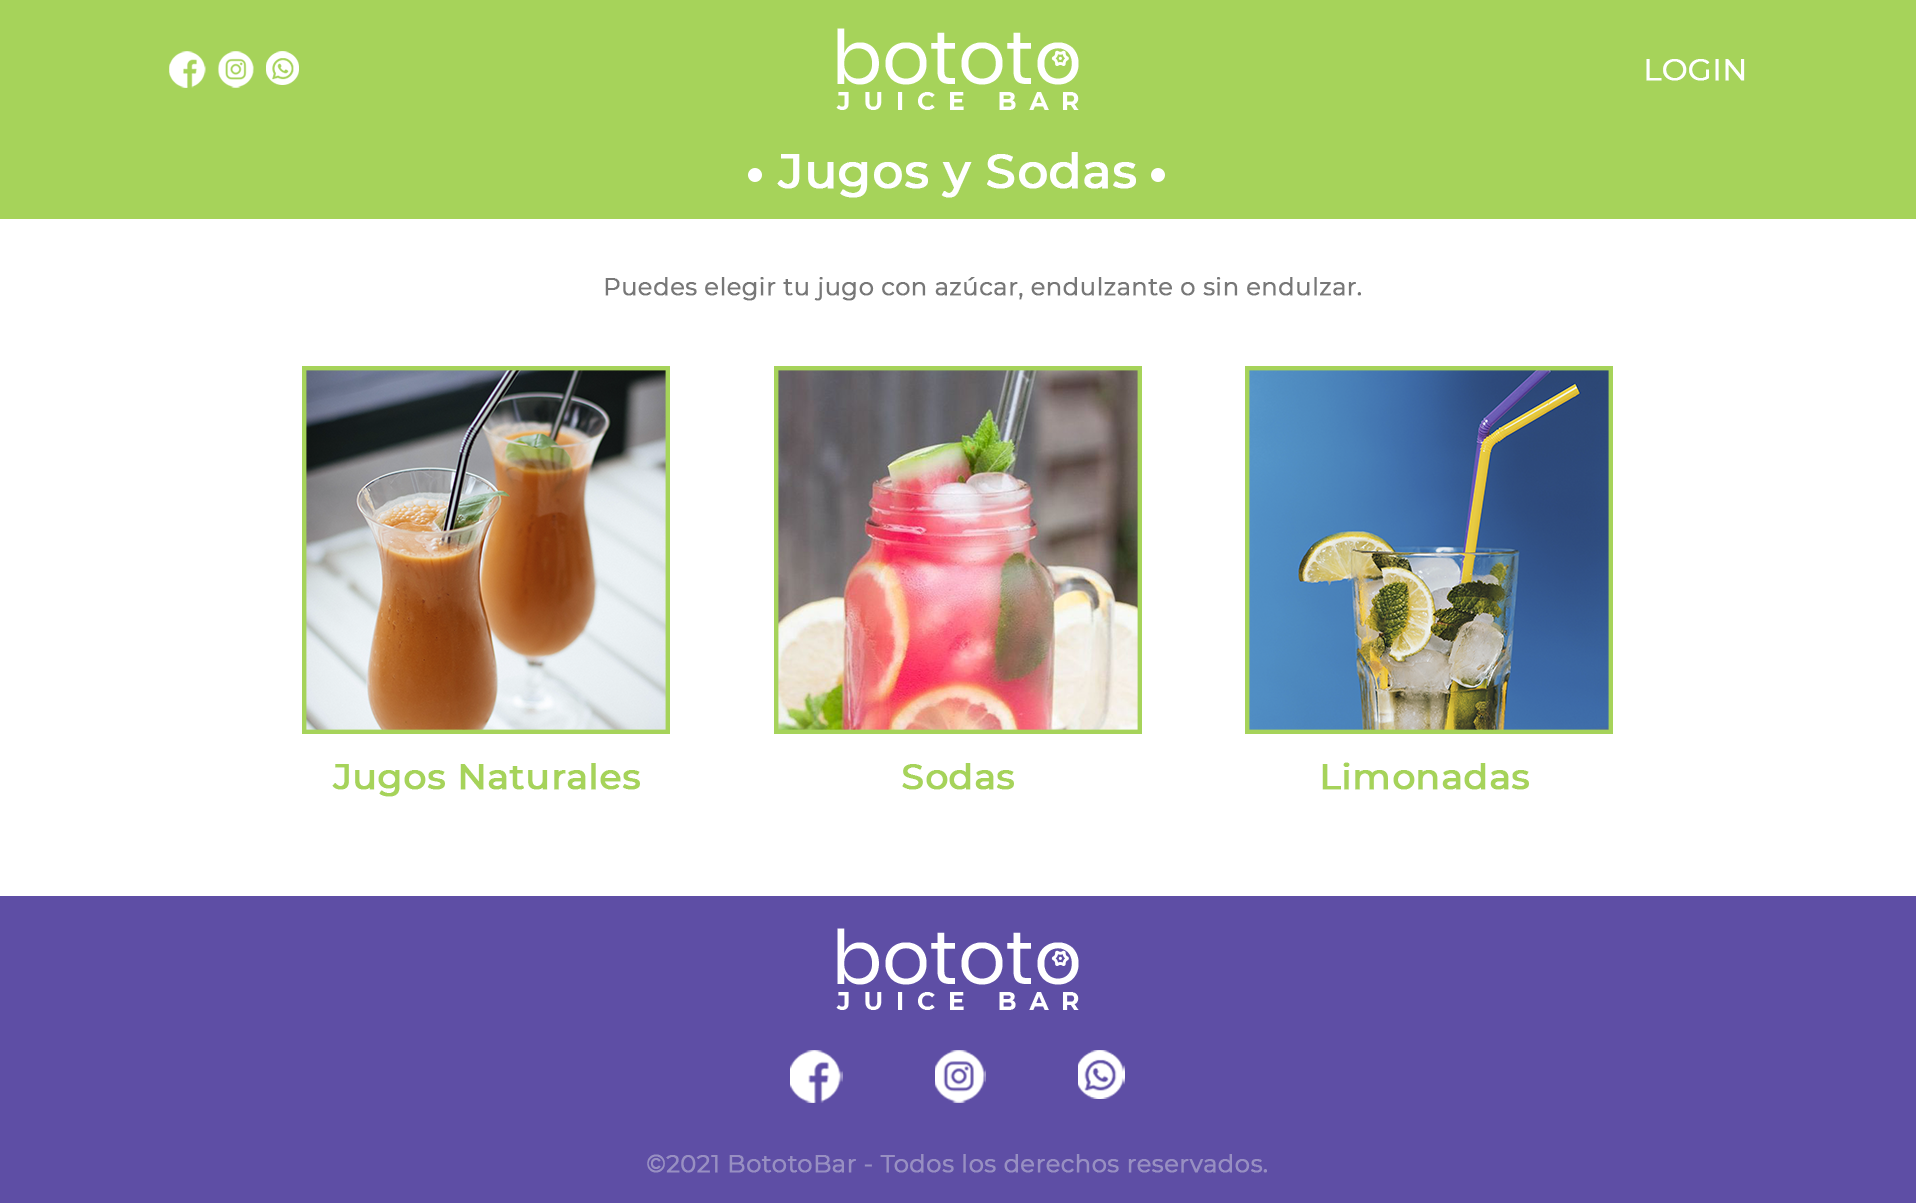 bototo
JUICE BAR
LOGIN
• Jugos y Sodas •
Puedes elegir tu jugo con azúcar, endulzante o sin endulzar.
Jugos Naturales
Sodas
Limonadas
bototo
JUICE BAR
©2021 BototoBar - Todos los derechos reservados.